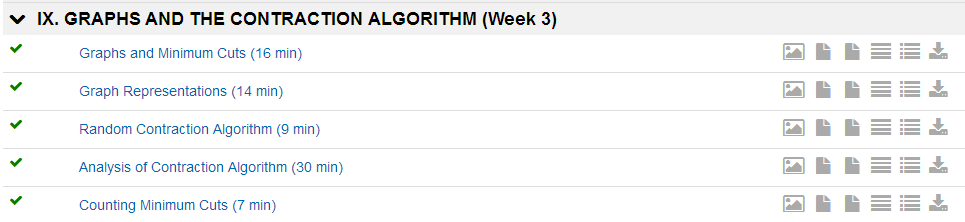 IX. GRAPHS AND THE CONTRACTION ALGORITHM (Week 3)
Graphs and Minimum Cuts (16 min)
Graph Representations (14 min)
Random Contraction Algorithm (9 min)
Analysis of Contraction Algorithm (30 min)
Counting Minimum Cuts (7 min)